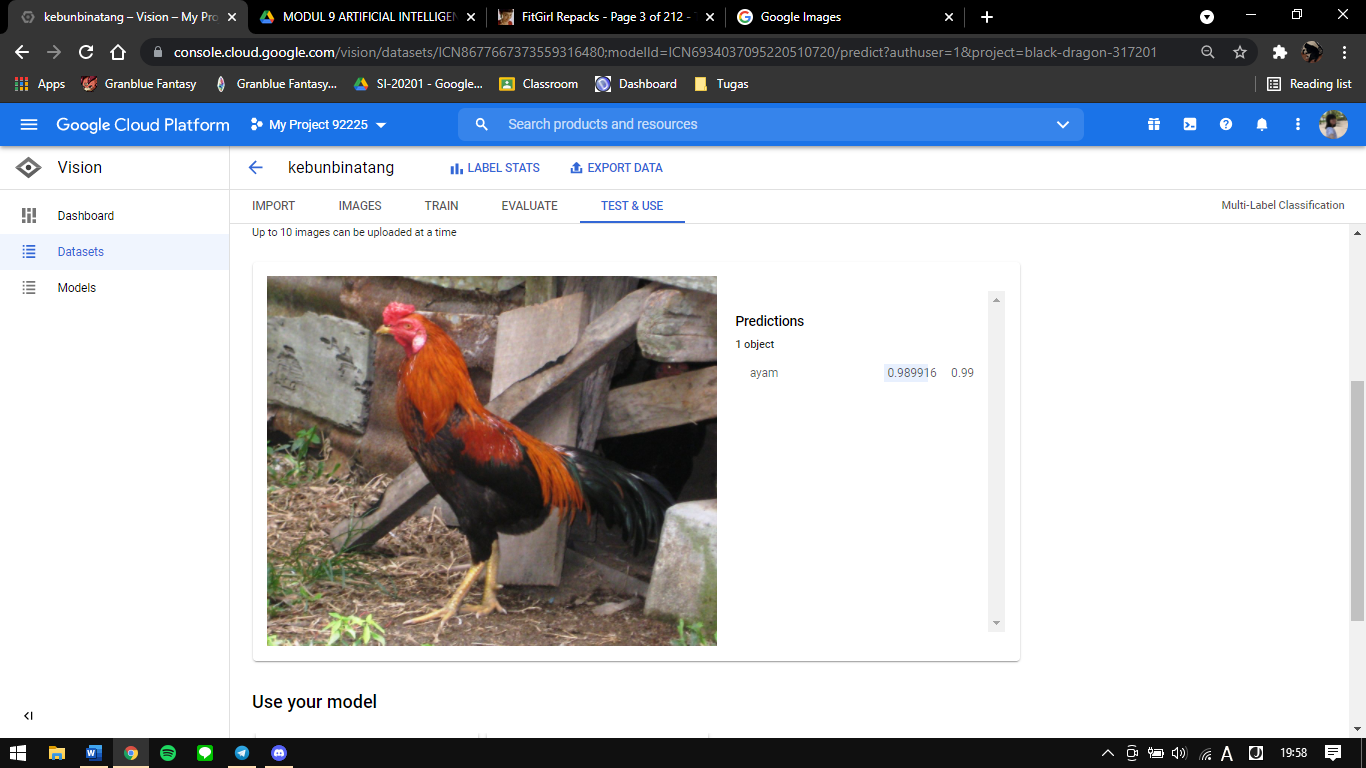 kebunbinatang – Vision – My Pro
MODUL 9 ARTIFICIAL INTELLIGEN
FitGirl Repacks - Page 3 of 212 -
Google Images
console.cloud.google.com/vision/datasets/ICN8677667373559316480;modelId=ICN6934037095220510720/predict?authuser=1&project=black-dragon-317201
Apps
Granblue Fantasy
Granblue Fantasy...
SI-20201 - Google...
Classroom
Dashboard
Tugas
Reading list
Google Cloud Platform
My Project 92225
Search products and resources
Vision
kebunbinatang
LABEL STATS
EXPORT DATA
Dashboard
Datasets
Models
IMPORT
IMAGES
TRAIN
EVALUATE
TEST & USE
Multi-Label Classification
Up to 10 images can be uploaded at a time
Predictions
1 object
ayam 0.989916 0.99
Use your model
A
19:58